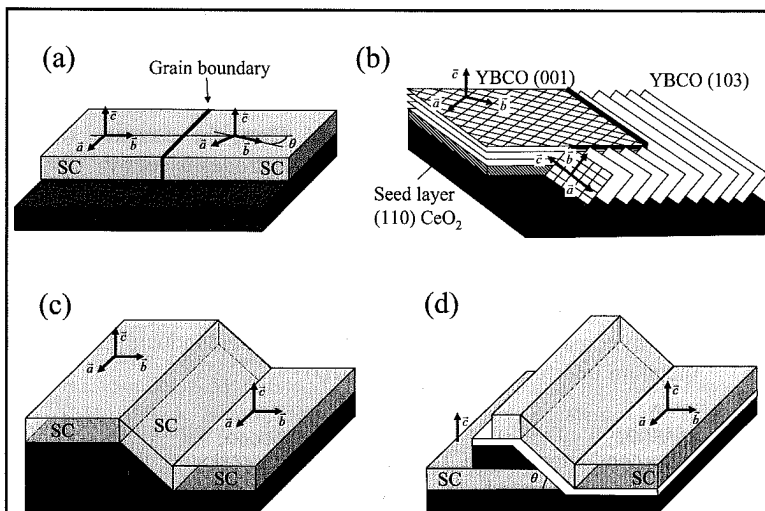 (a)
Grain boundary
c⃗
a⃗
b⃗
c⃗
a⃗
b⃗
θ
SC
SC
(b)
YBCO (001)
YBCO (103)
c⃗
a⃗
b⃗
c⃗
b⃗
a⃗
Seed layer
(110) CeO₂
(c)
c⃗
a⃗
b⃗
c⃗
a⃗
b⃗
SC
SC
SC
(d)
c⃗
c⃗
a⃗
b⃗
SC
θ
SC